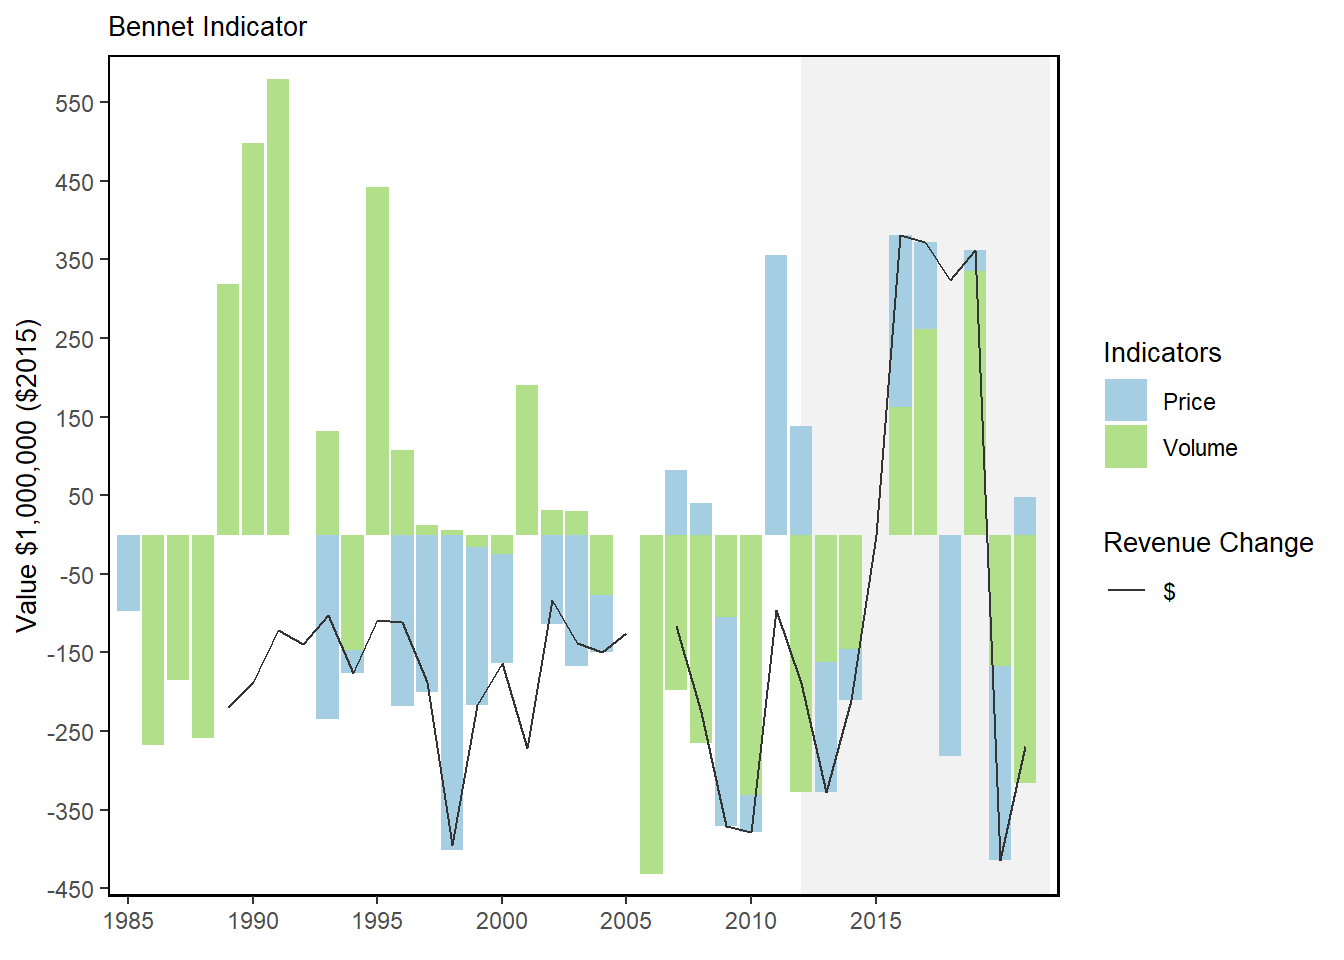 Bennet Indicator
Value $1,000,000 ($2015)
550
450
350
250
150
50
-50
-150
-250
-350
-450
1985 1990 1995 2000 2005 2010 2015
Indicators
Price
Volume
Revenue Change
$